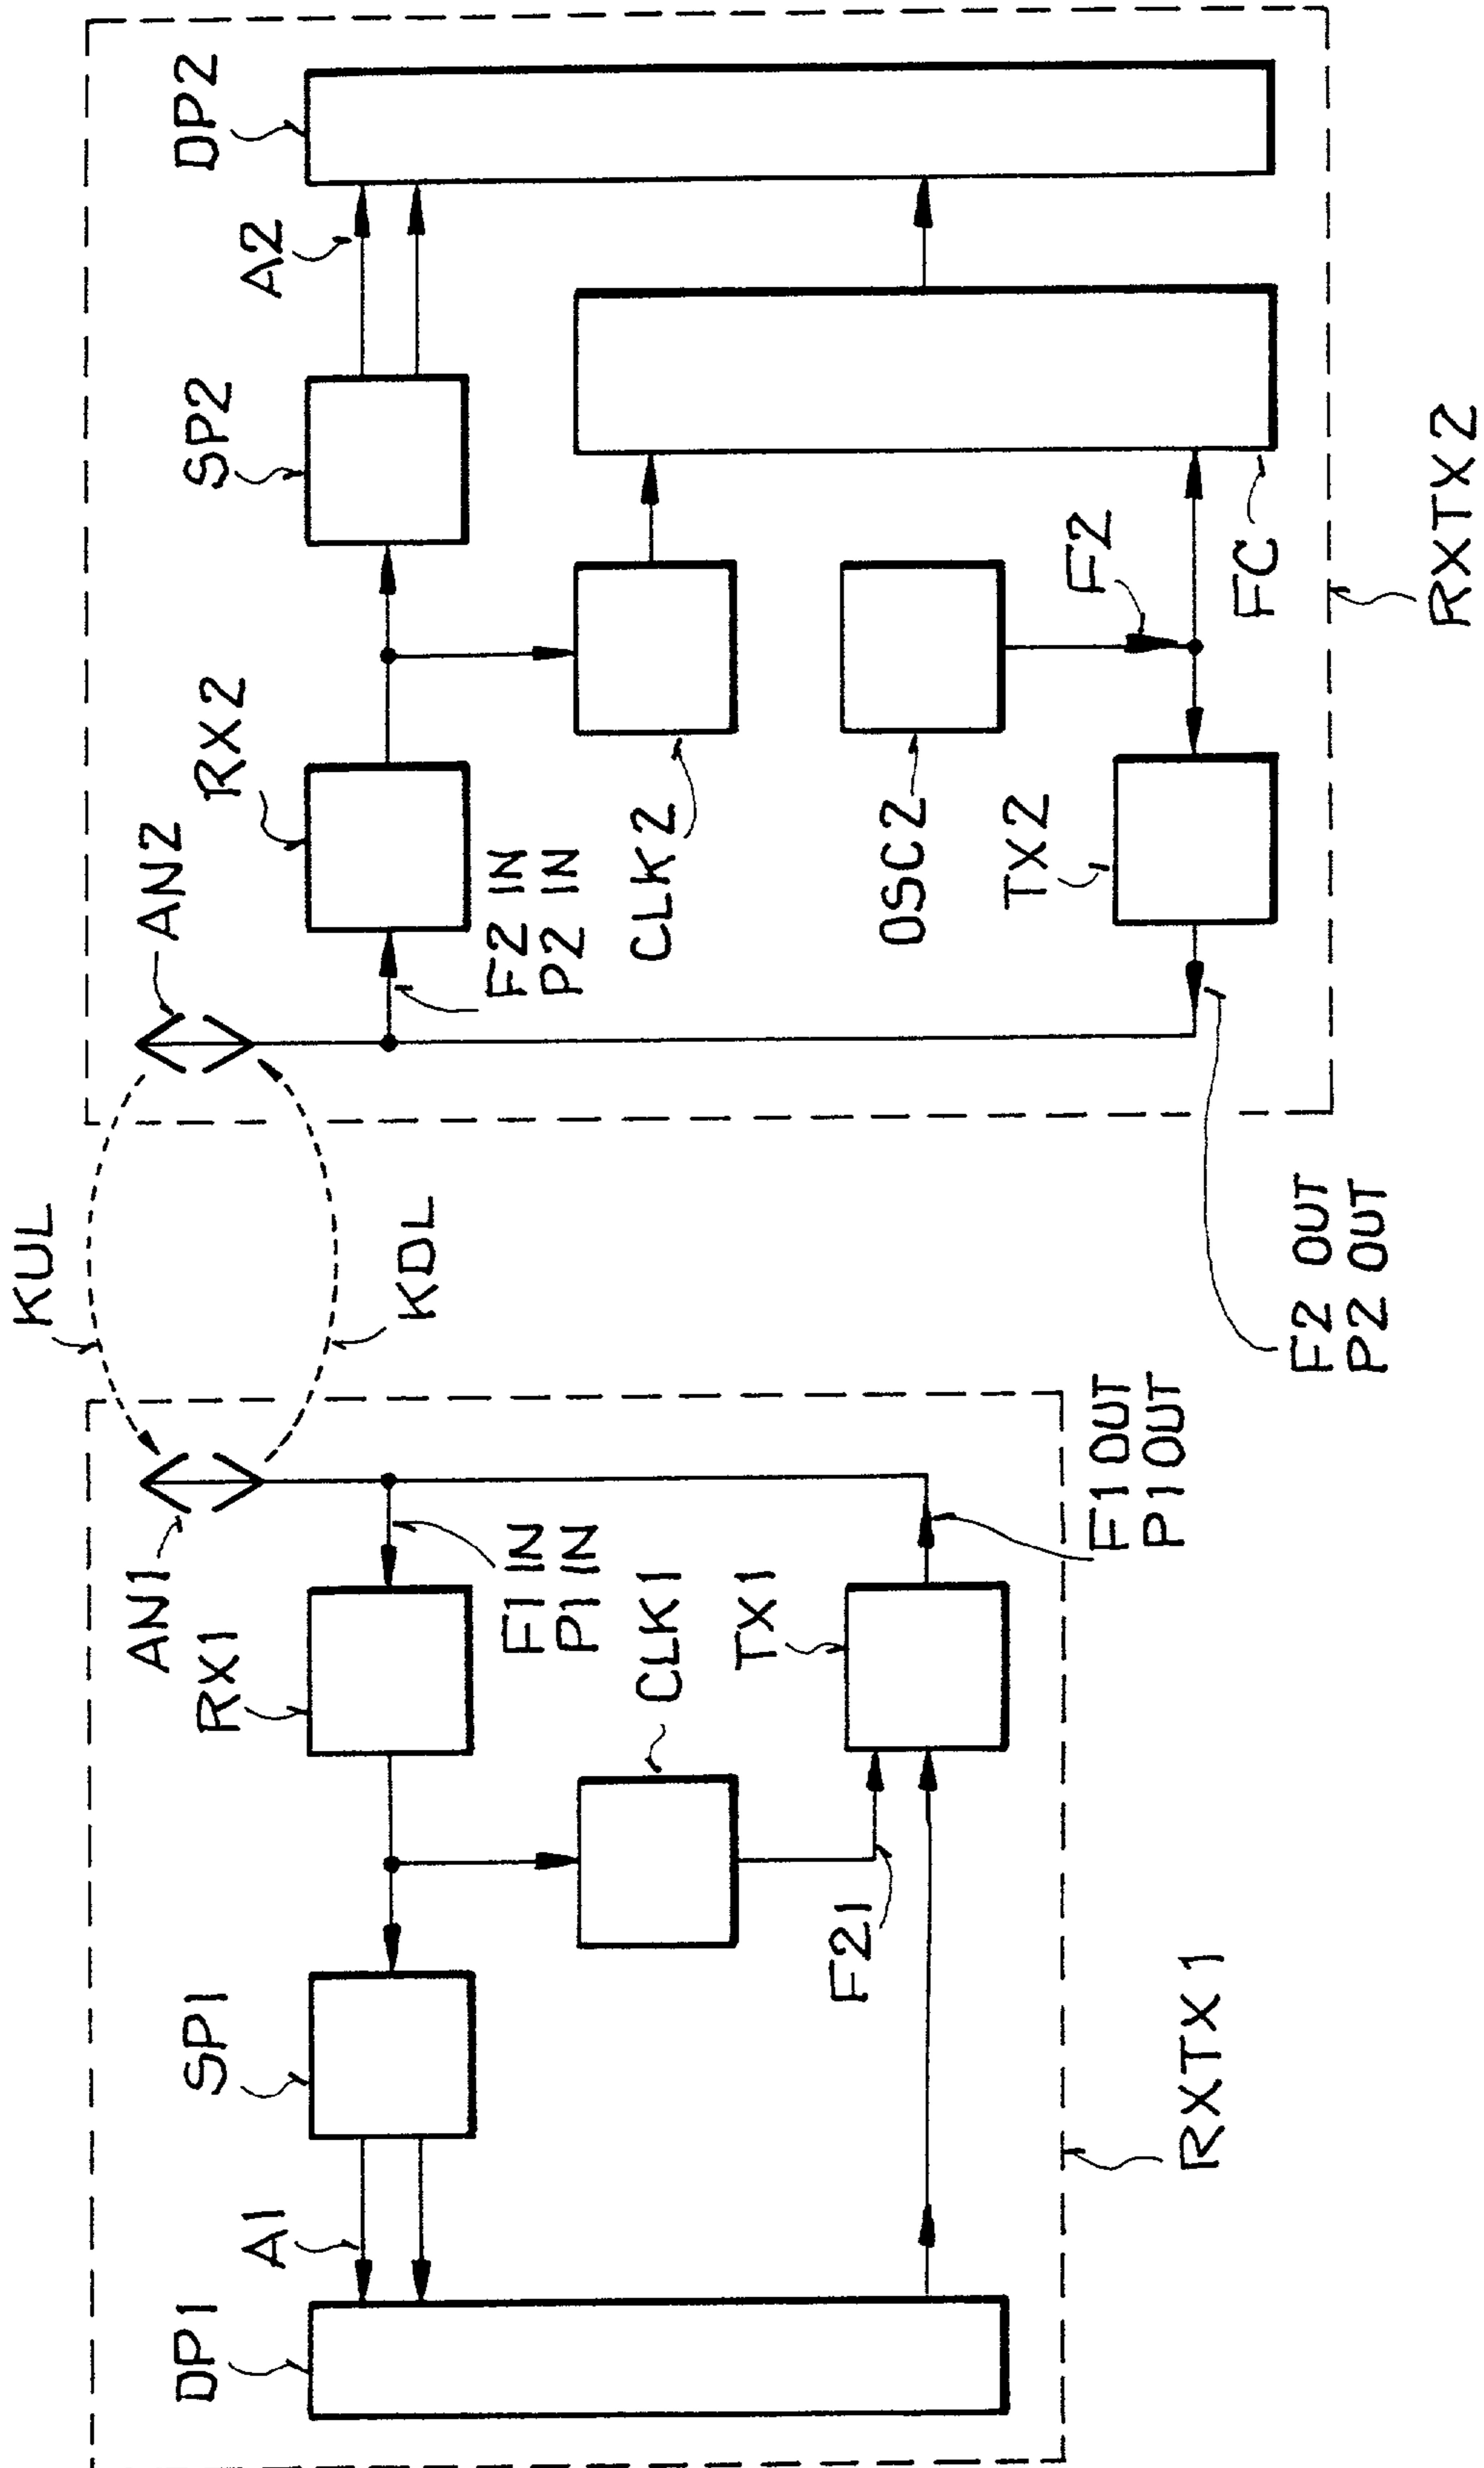 KUL
KDL
AN1
RX1
F1 IN
P1 IN
CLK1
TX1
SP1
A1
DP1
F21
F1 OUT
P1 OUT
RXTX1
AN2
RX2
F2 IN
P2 IN
CLK2
OSC2
TX2
SP2
A2
DP2
F2
FC
F2 OUT
P2 OUT
RXTX2